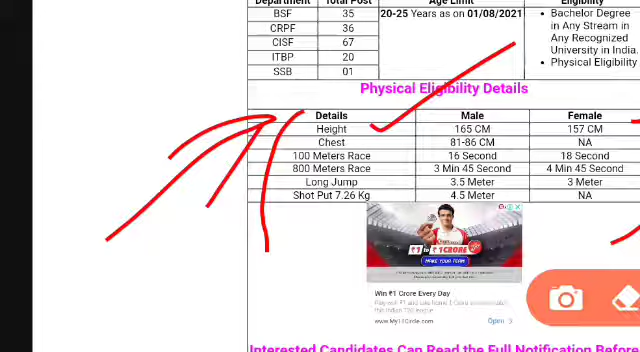 Department Total Post Age Limit Eligibility
BSF 35 20-25 Years as on 01/08/2021 • Bachelor Degree
CRPF 36 in Any Stream in
CISF 67 Any Recognized
ITBP 20 University in India.
SSB 01 • Physical Eligibility
Physical Eligibility Details
Details Male Female
Height 165 CM 157 CM
Chest 81-86 CM NA
100 Meters Race 16 Second 18 Second
800 Meters Race 3 Min 45 Second 4 Min 45 Second
Long Jump 3.5 Meter 3 Meter
Shot Put 7.26 Kg 4.5 Meter NA
₹1 to ₹1 CRORE
MAKE YOUR TEAM
Win ₹1 Crore Every Day
Open
Interested Candidates Can Read the Full Notification Before